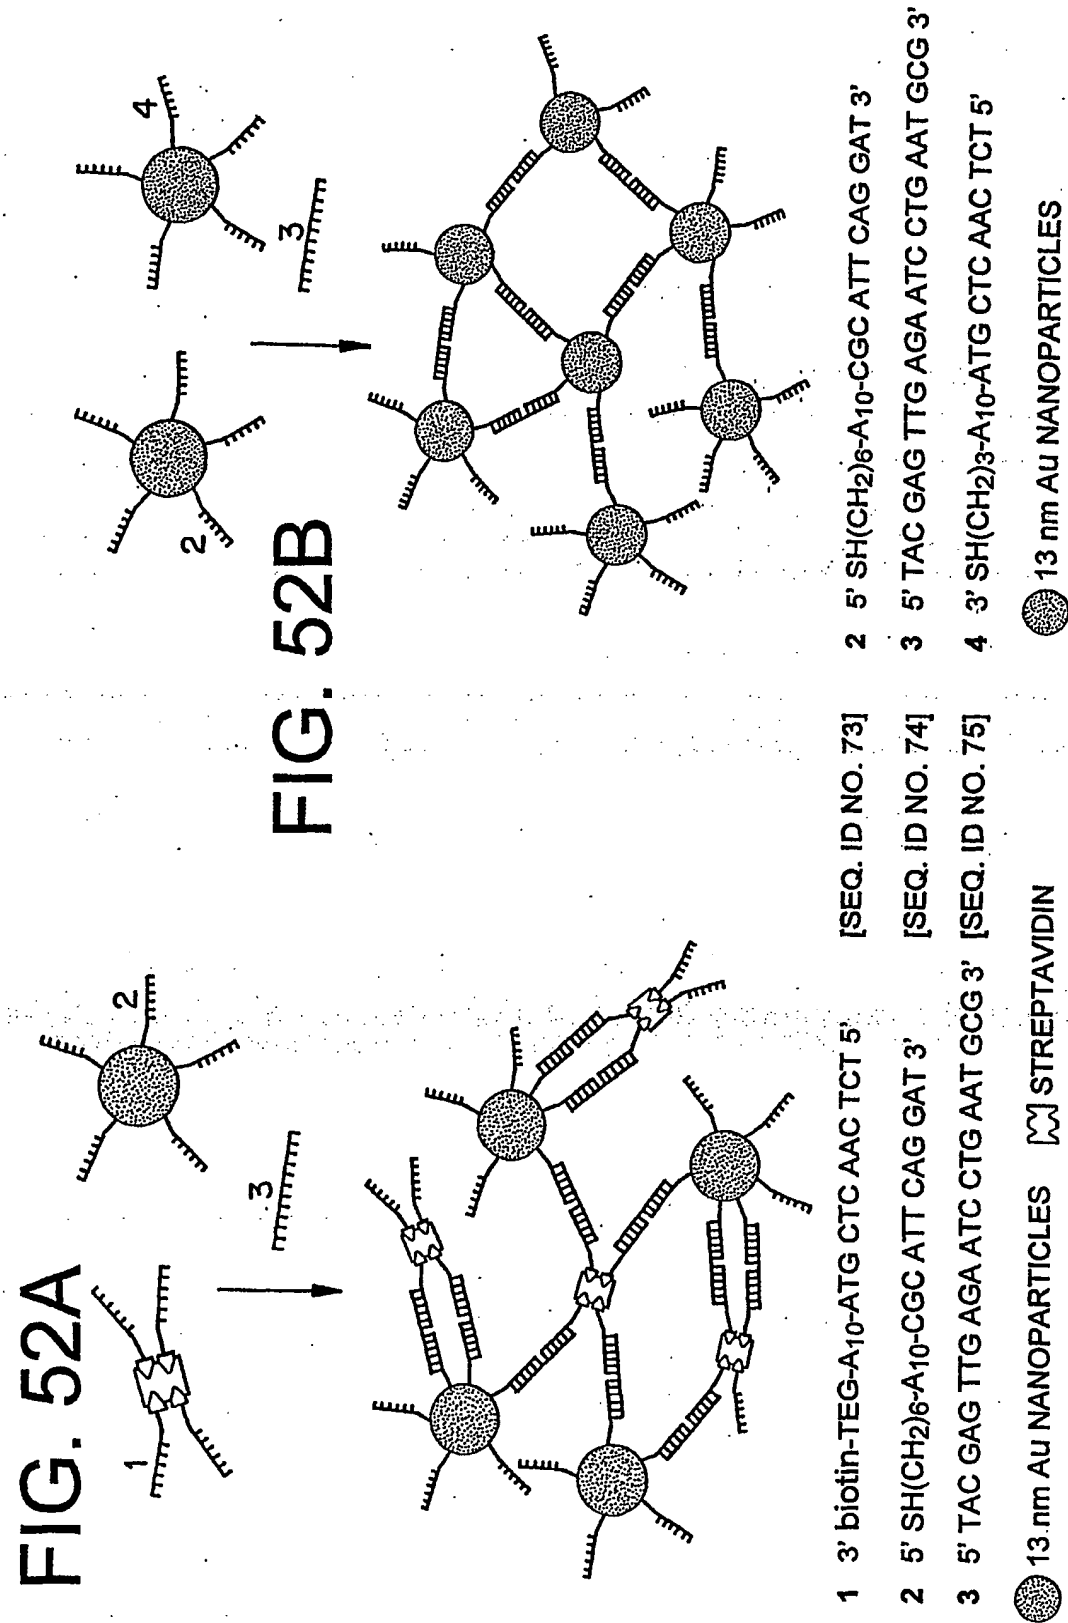 FIG. 52A
1
2
3
1 3' biotin-TEG-A10-ATG CTC AAC TCT 5' [SEQ. ID NO. 73]
2 5' SH(CH2)6-A10-CGC ATT CAG GAT 3' [SEQ. ID NO. 74]
3 5' TAC GAG TTG AGA ATC CTG AAT GCG 3' [SEQ. ID NO. 75]
13 nm Au NANOPARTICLES STREPTAVIDIN
FIG. 52B
2
4
3
2 5' SH(CH2)6-A10-CGC ATT CAG GAT 3'
3 5' TAC GAG TTG AGA ATC CTG AAT GCG 3'
4 3' SH(CH2)3-A10-ATG CTC AAC TCT 5'
13 nm Au NANOPARTICLES